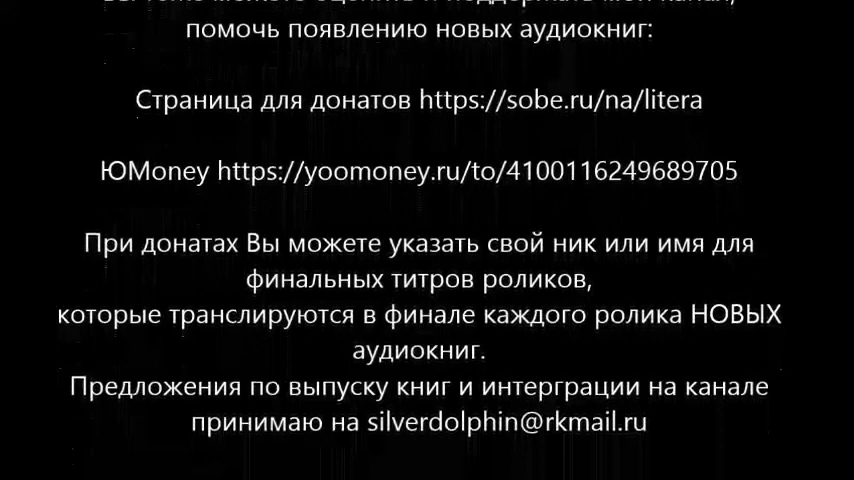 помочь появлению новых аудиокниг:
Страница для донатов https://sobe.ru/na/litera
ЮMoney https://yoomoney.ru/to/4100116249689705
При донатах Вы можете указать свой ник или имя для
финальных титров роликов,
которые транслируются в финале каждого ролика НОВЫХ
аудиокниг.
Предложения по выпуску книг и интерграции на канале
принимаю на silverdolphin@rkmail.ru